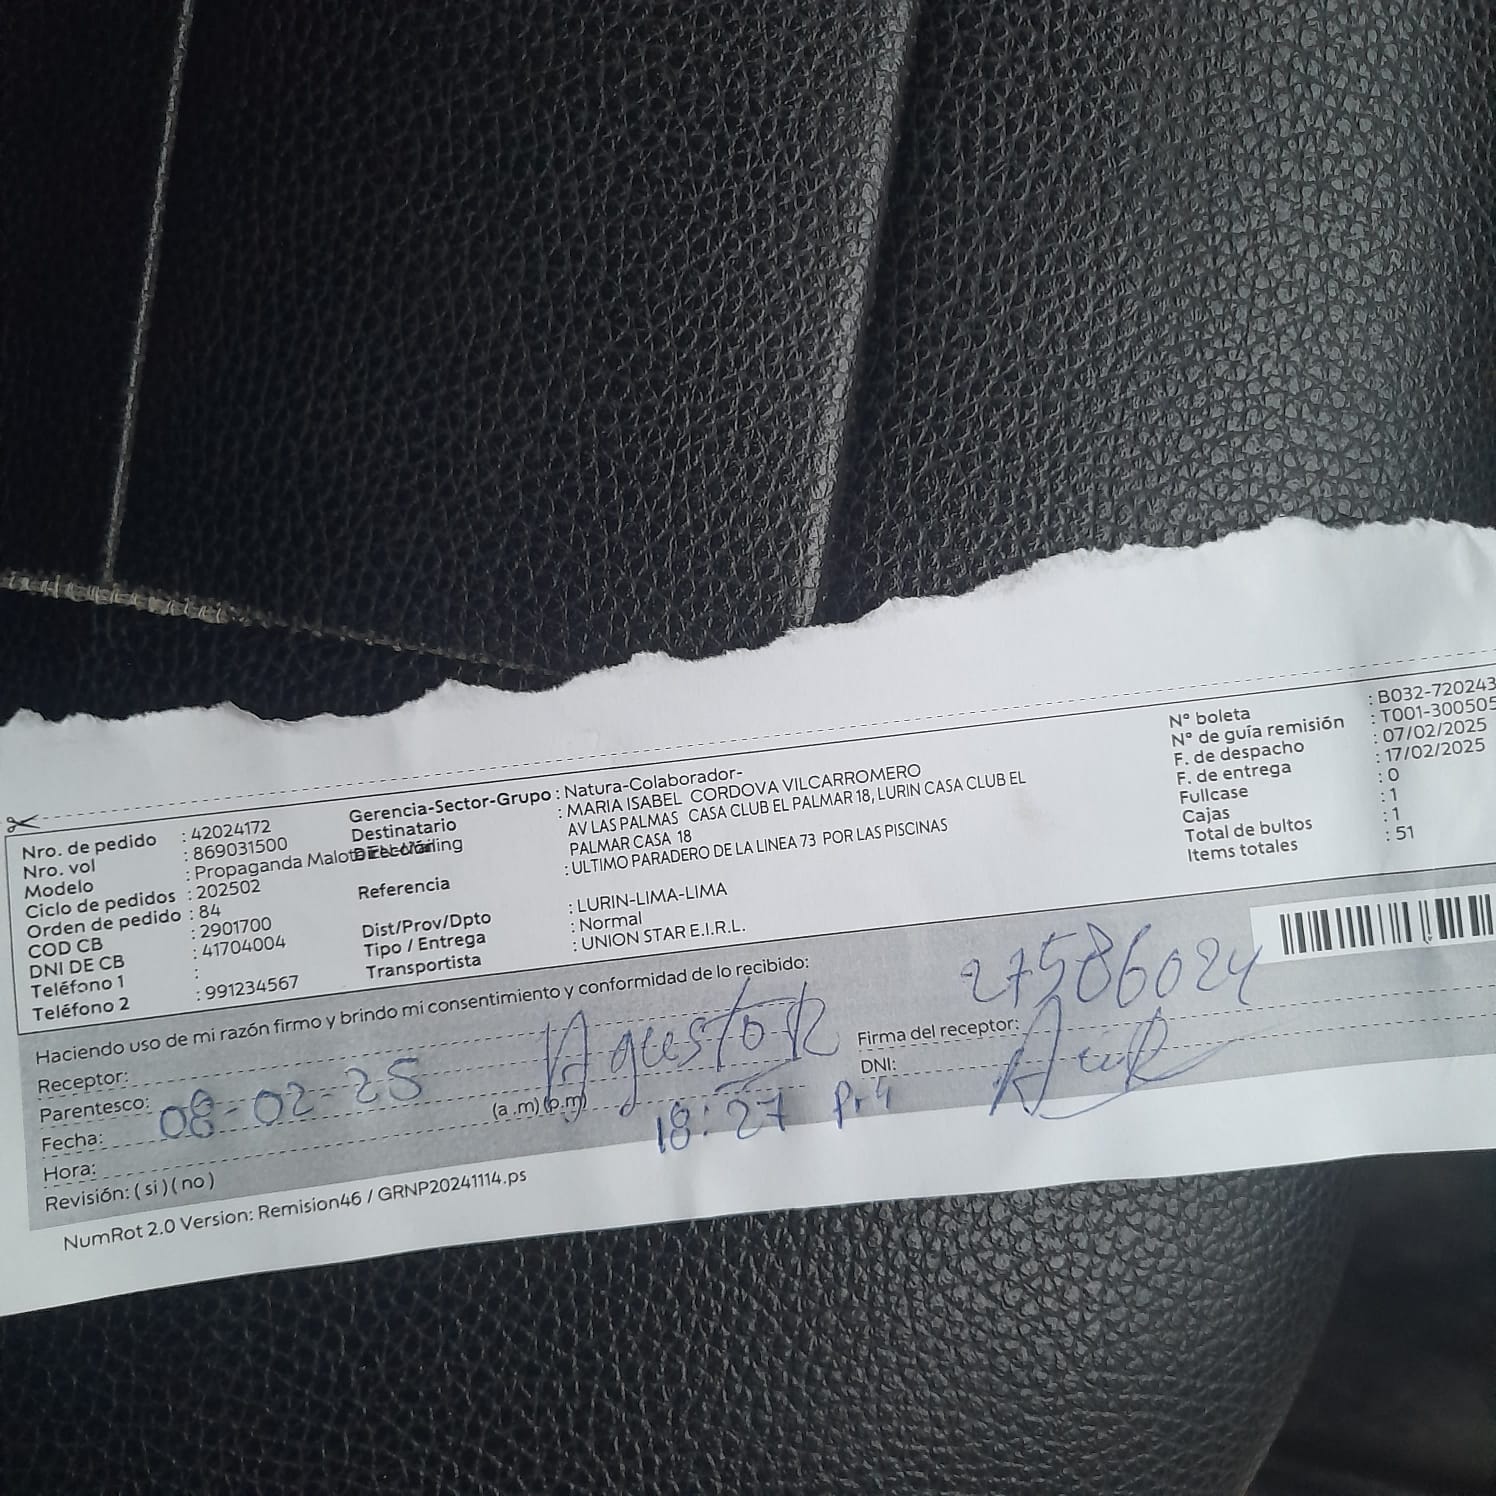 Nro. de pedido : 42024172
Nro. vol : 869031500
Modelo : Propaganda Malote
Ciclo de pedidos : 202502
Orden de pedido : 84
COD CB : 2901700
DNI DE CB : 41704004
Teléfono 1 :
Teléfono 2 : 991234567
Gerencia-Sector-Grupo : Natura-Colaborador-
Destinatario : MARIA ISABEL CORDOVA VILCARROMERO
Dirección AV LAS PALMAS CASA CLUB EL PALMAR 18, LURIN CASA CLUB EL
PALMAR CASA 18
Referencia : ULTIMO PARADERO DE LA LINEA 73 POR LAS PISCINAS
Dist/Prov/Dpto : LURIN-LIMA-LIMA
Tipo / Entrega : Normal
Transportista : UNION STAR E.I.R.L.
N° boleta : B032-720243
N° de guía remisión : T001-300505
F. de despacho : 07/02/2025
F. de entrega : 17/02/2025
Fullcase : 0
Cajas : 1
Total de bultos : 1
Items totales : 51
Haciendo uso de mi razón firmo y brindo mi consentimiento y conformidad de lo recibido:
Receptor:
Parentesco:
Fecha: 08-02-25
Hora: (a.m) (p.m) 18:27
Revisión: ( si ) ( no )
Firma del receptor:
DNI: 27586024
NumRot 2.0 Version: Remision46 / GRNP20241114.ps